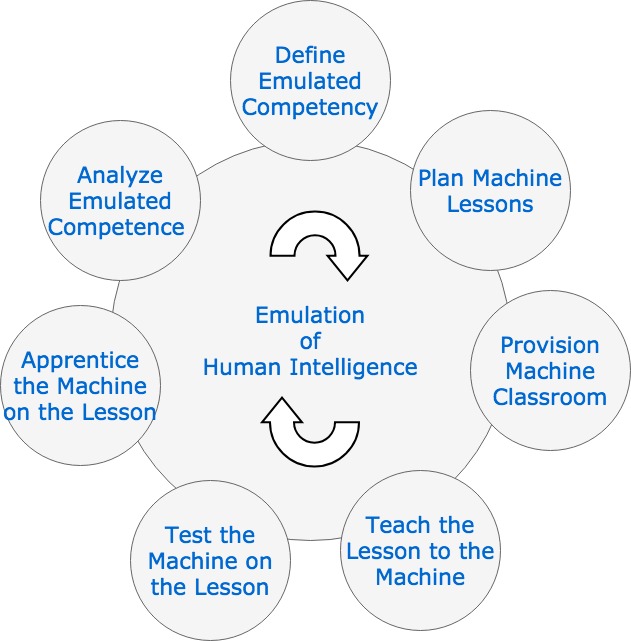 Define
Emulated
Competency
Plan Machine
Lessons
Provision
Machine
Classroom
Teach the
Lesson to the
Machine
Test the
Machine on
the Lesson
Apprentice
the Machine
on the Lesson
Analyze
Emulated
Competence
Emulation
of
Human Intelligence